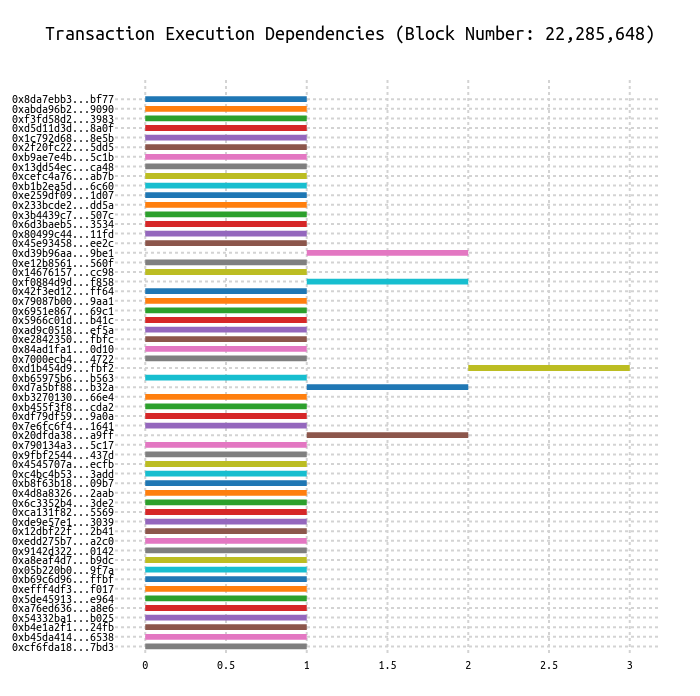 Transaction Execution Dependencies (Block Number: 22,285,648)
0x8da7ebb3...bf77
0xabda96b2...9090
0xf3fd58d2...3983
0xd5d11d3d...8a0f
0x1c792d68...8e5b
0x2f20fc22...5dd5
0xb9ae7e4b...5c1b
0x13dd54ec...ca48
0xcefc4a76...ab7b
0xb1b2ea5d...6c60
0xe259df09...1d07
0x233bcde2...dd5a
0x3b4439c7...507c
0x6d3baeb5...3534
0x80499c44...11fd
0x45e93458...ee2c
0xd39b96aa...9be1
0xe12b8561...560f
0x14676157...cc98
0xf0884d9d...f858
0x42f3ed12...ff64
0x79087b00...9aa1
0x6951e867...69c1
0x5966c01d...b41c
0xad9c0518...ef5a
0xe2842350...fbfc
0x84ad1fa1...0d10
0x7000ecb4...4722
0xd1b454d9...fbf2
0xb65975b6...b563
0xd7a5bf88...b32a
0xb3270130...66e4
0xb455f3f8...cda2
0xdf79df59...9a0a
0x7e6fc6f4...1641
0x20dfda38...a9ff
0x790134a3...5c17
0x9fbf2544...437d
0x4545707a...ecfb
0xc4bc4b53...3add
0xb8f63b18...09b7
0x4d8a8326...2aab
0x6c3352b4...3de2
0xca131f82...5569
0xde9e57e1...3039
0x12dbf22f...2b41
0xedd275b7...a2c0
0x9142d322...0142
0xa8eaf4d7...b9dc
0x05b220b0...9f7a
0xb69c6d96...ffbf
0xefff4df3...f017
0x5de45913...e964
0xa76ed636...a8e6
0x54332ba1...b025
0xb4e1a2f1...24fb
0xb45da414...6538
0xcf6fda18...7bd3
0 0.5 1 1.5 2 2.5 3